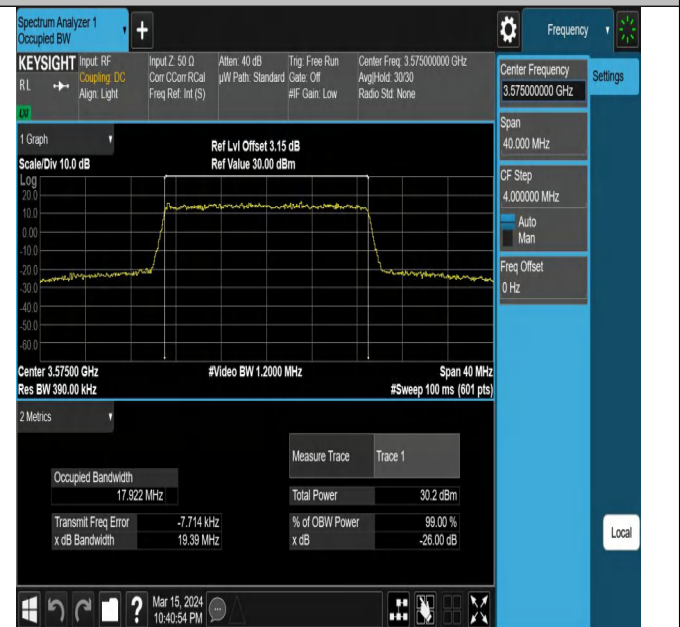 Spectrum Analyzer 1
Occupied BW
+
Frequency
KEYSIGHT
RL
Input: RF
Coupling: DC
Align: Light
Input Z: 50 Ω
Corr CCorr RCal
Freq Ref: Int (S)
Atten: 40 dB
µW Path: Standard
Trig: Free Run
Gate: Off
#IF Gain: Low
Center Freq: 3.575000000 GHz
Avg|Hold: 30/30
Radio Std: None
1 Graph
Scale/Div 10.0 dB
Ref Lvl Offset 3.15 dB
Ref Value 30.00 dBm
Log
20.0
10.0
0.00
-10.0
-20.0
-30.0
-40.0
-50.0
-60.0
Center 3.57500 GHz
Res BW 390.00 kHz
#Video BW 1.2000 MHz
Span 40 MHz
#Sweep 100 ms (601 pts)
2 Metrics
Occupied Bandwidth
17.922 MHz
Transmit Freq Error -7.714 kHz
x dB Bandwidth 19.39 MHz
Measure Trace Trace 1
Total Power 30.2 dBm
% of OBW Power 99.00 %
x dB -26.00 dB
Center Frequency
3.575000000 GHz
Span
40.000 MHz
CF Step
4.000000 MHz
Auto
Man
Freq Offset
0 Hz
Settings
Local
?
Mar 15, 2024
10:40:54 PM